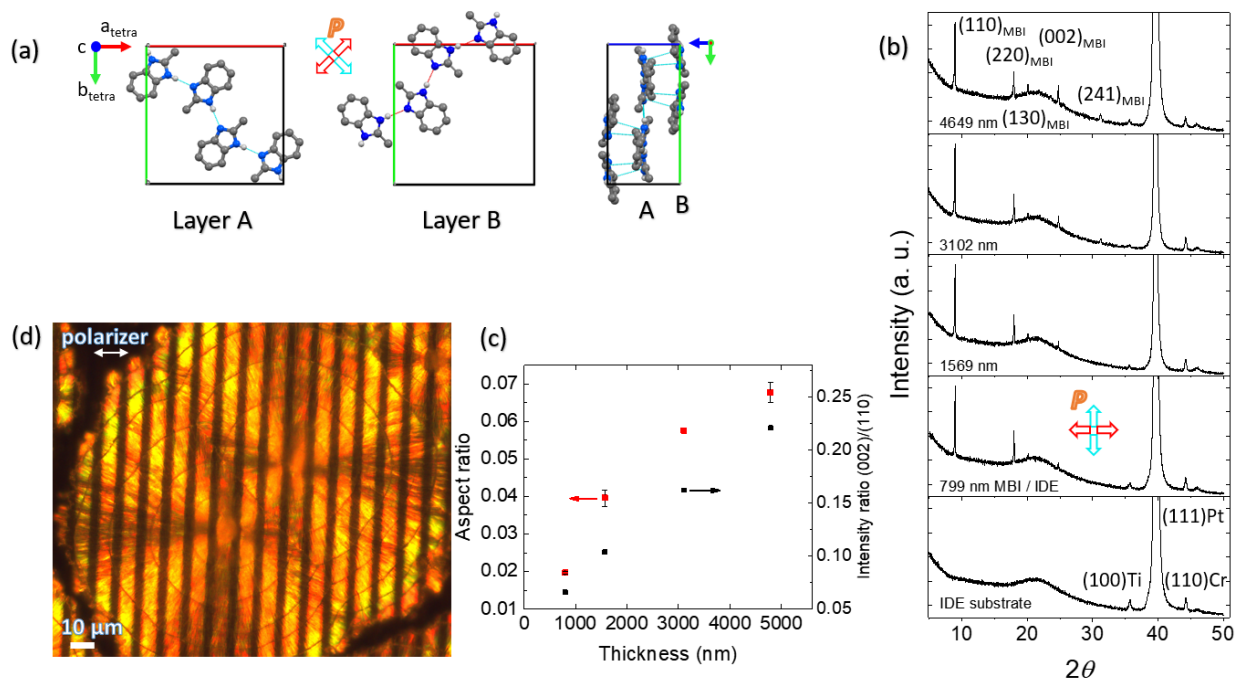 (a)
c
a_tetra
b_tetra
P
Layer A
Layer B
A
B
(b)
(110)MBI
(002)MBI
(220)MBI
(241)MBI
(130)MBI
4649 nm
3102 nm
1569 nm
P
799 nm MBI / IDE
(111)Pt
(100)Ti
(110)Cr
IDE substrate
Intensity (a. u.)
10
20
30
40
50
2θ
(d)
polarizer
10 µm
(c)
0.07
0.06
0.05
0.04
0.03
0.02
0.01
Aspect ratio
0.25
0.20
0.15
0.10
0.05
Intensity ratio (002)/(110)
0
1000
2000
3000
4000
5000
Thickness (nm)